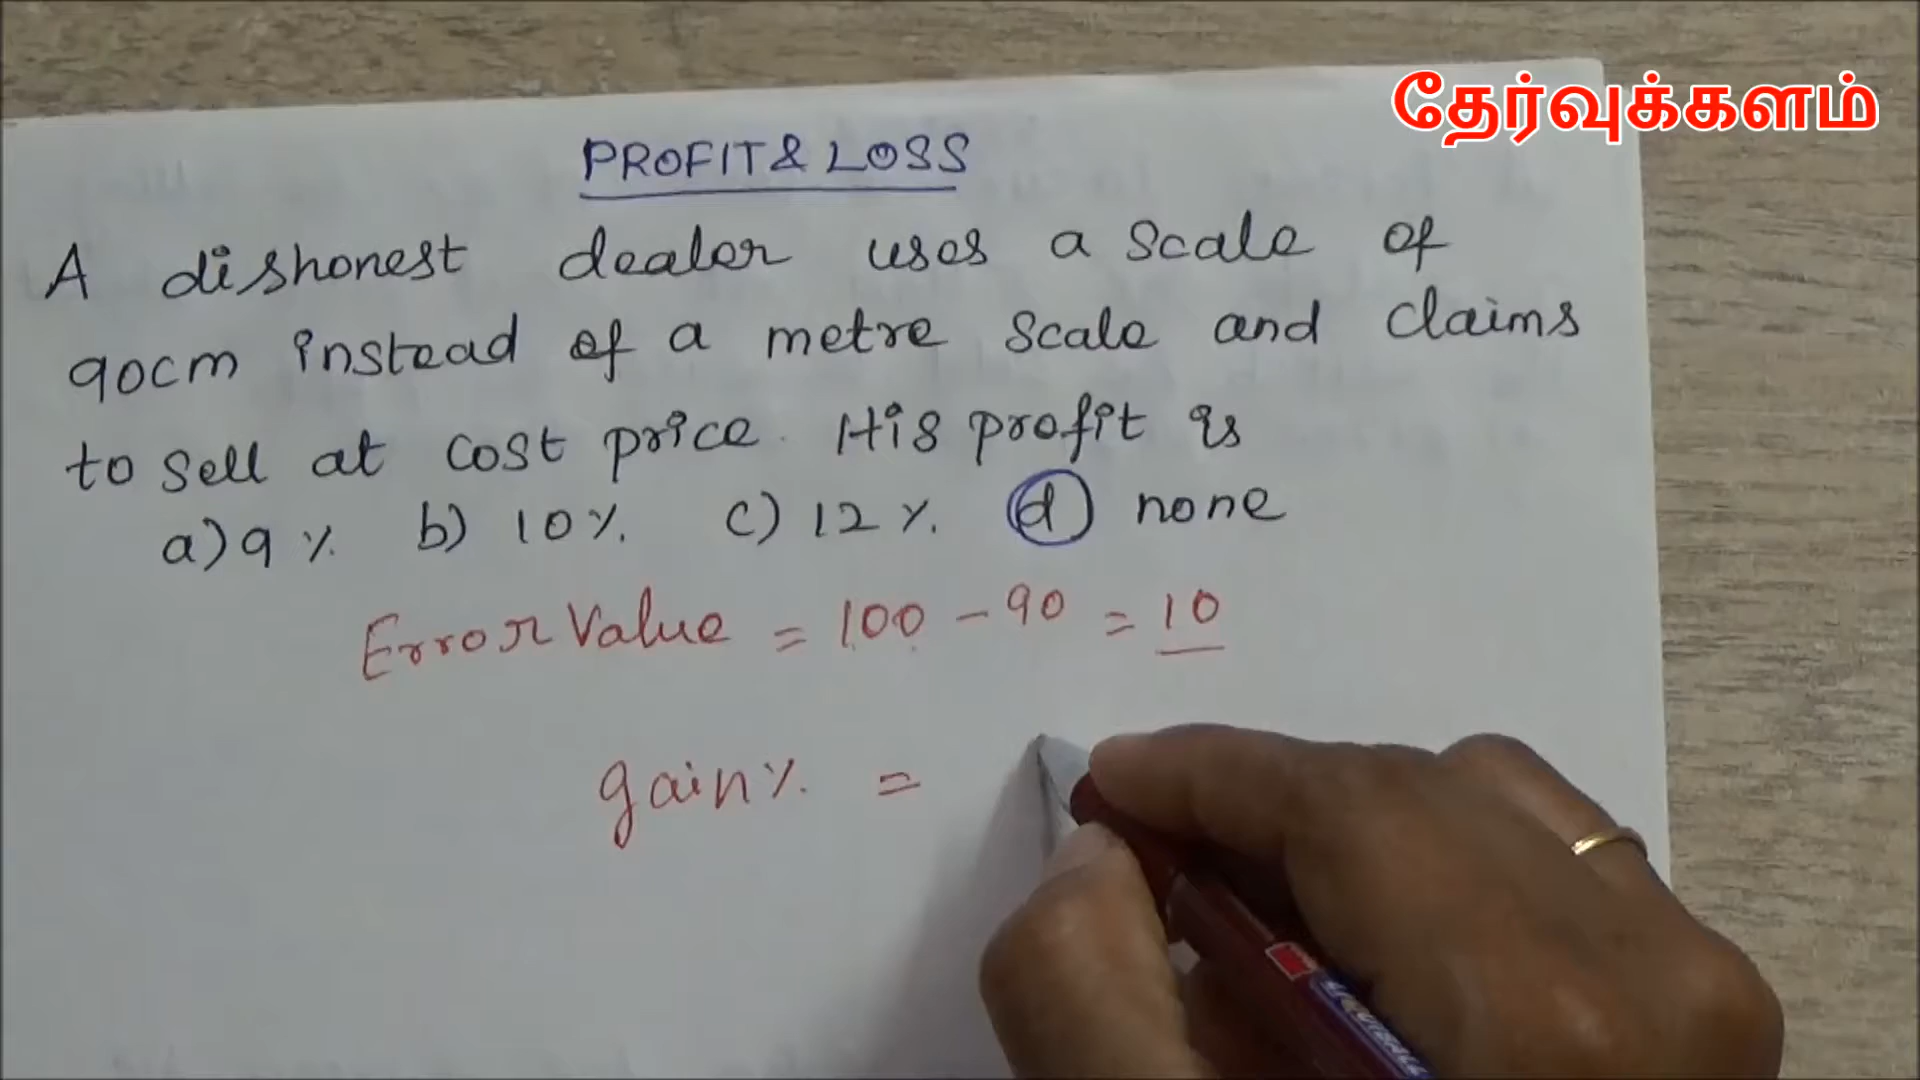 தேர்வுக்களம்
PROFIT & LOSS
A dishonest dealer uses a scale of
90cm instead of a metre scale and claims
to sell at cost price. His profit is
a) 9% b) 10% c) 12% d) none
Error Value = 100 - 90 = 10
gain% =